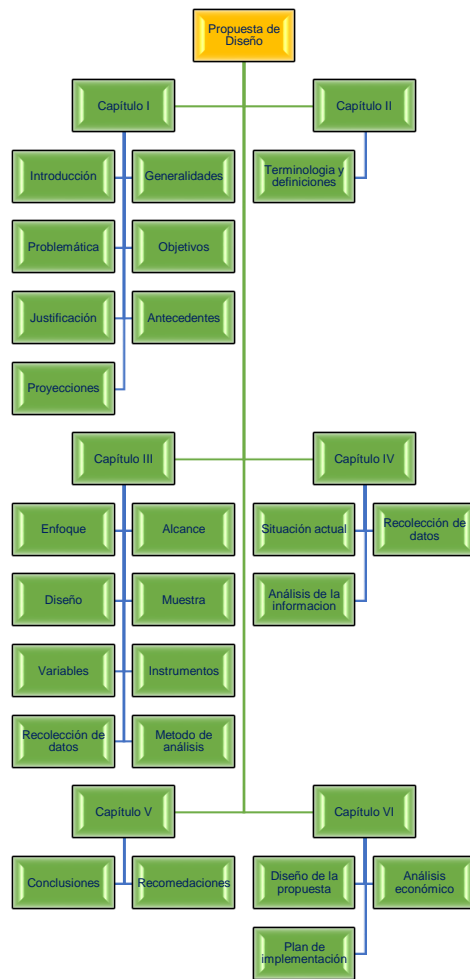 Propuesta de
Diseño
Capítulo I
Capítulo II
Introducción
Generalidades
Terminologia y
definiciones
Problemática
Objetivos
Justificación
Antecedentes
Proyecciones
Capítulo III
Capítulo IV
Enfoque
Alcance
Situación actual
Recolección de
datos
Diseño
Muestra
Análisis de la
informacion
Variables
Instrumentos
Recolección de
datos
Metodo de
análisis
Capítulo V
Capítulo VI
Conclusiones
Recomedaciones
Diseño de la
propuesta
Análisis
económico
Plan de
implementación